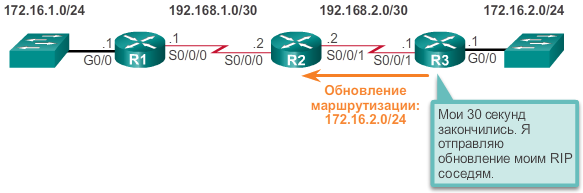 172.16.1.0/24
192.168.1.0/30
192.168.2.0/30
172.16.2.0/24
.1
.1
.2
.2
.1
.1
G0/0
R1
S0/0/0
S0/0/0
R2
S0/0/1
S0/0/1
R3
G0/0
Обновление
маршрутизации:
172.16.2.0/24
Мои 30 секунд
закончились. Я
отправляю
обновление моим RIP
соседям.